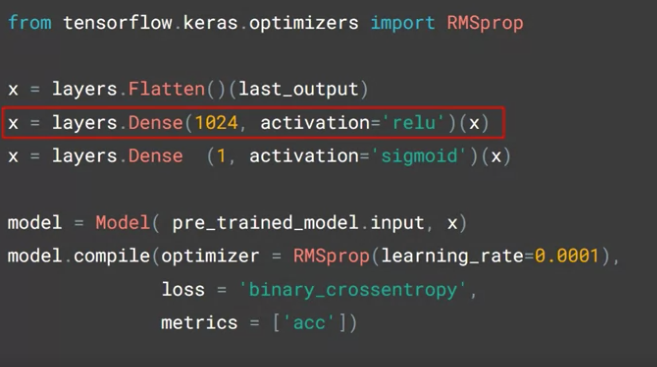 from tensorflow.keras.optimizers import RMSprop
x = layers.Flatten()(last_output)
x = layers.Dense(1024, activation='relu')(x)
x = layers.Dense  (1, activation='sigmoid')(x)
model = Model( pre_trained_model.input, x)
model.compile(optimizer = RMSprop(learning_rate=0.0001),
              loss = 'binary_crossentropy',
              metrics = ['acc'])